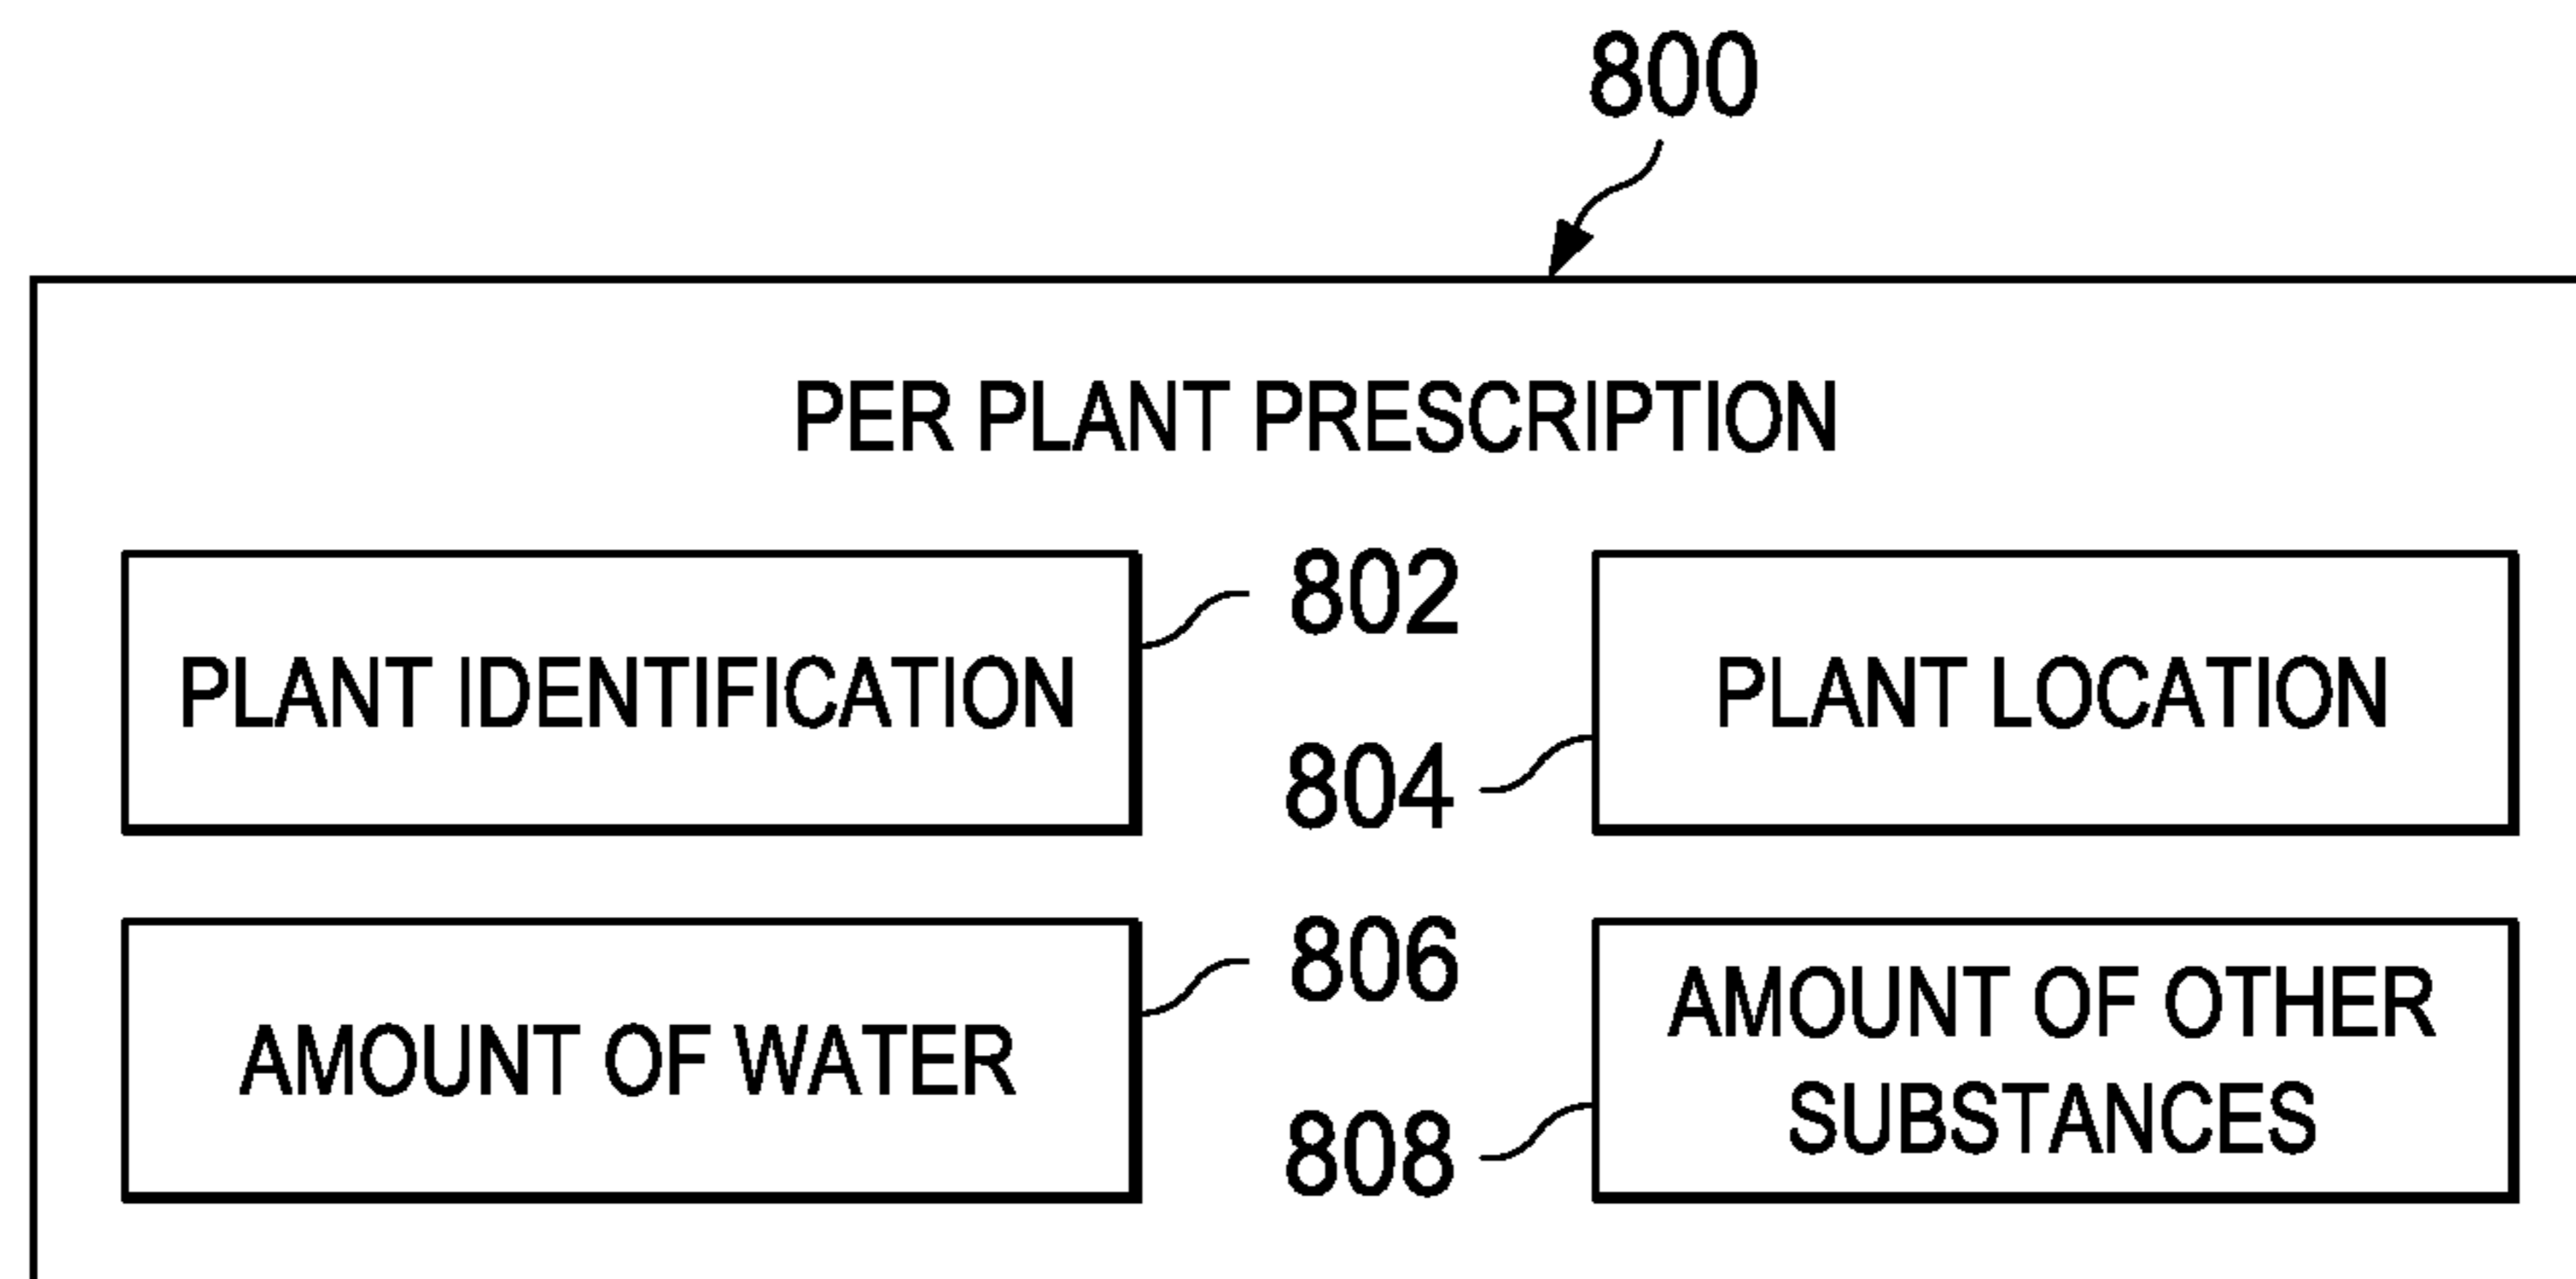 800
PER PLANT PRESCRIPTION
PLANT IDENTIFICATION
802
804
PLANT LOCATION
AMOUNT OF WATER
806
808
AMOUNT OF OTHER
SUBSTANCES